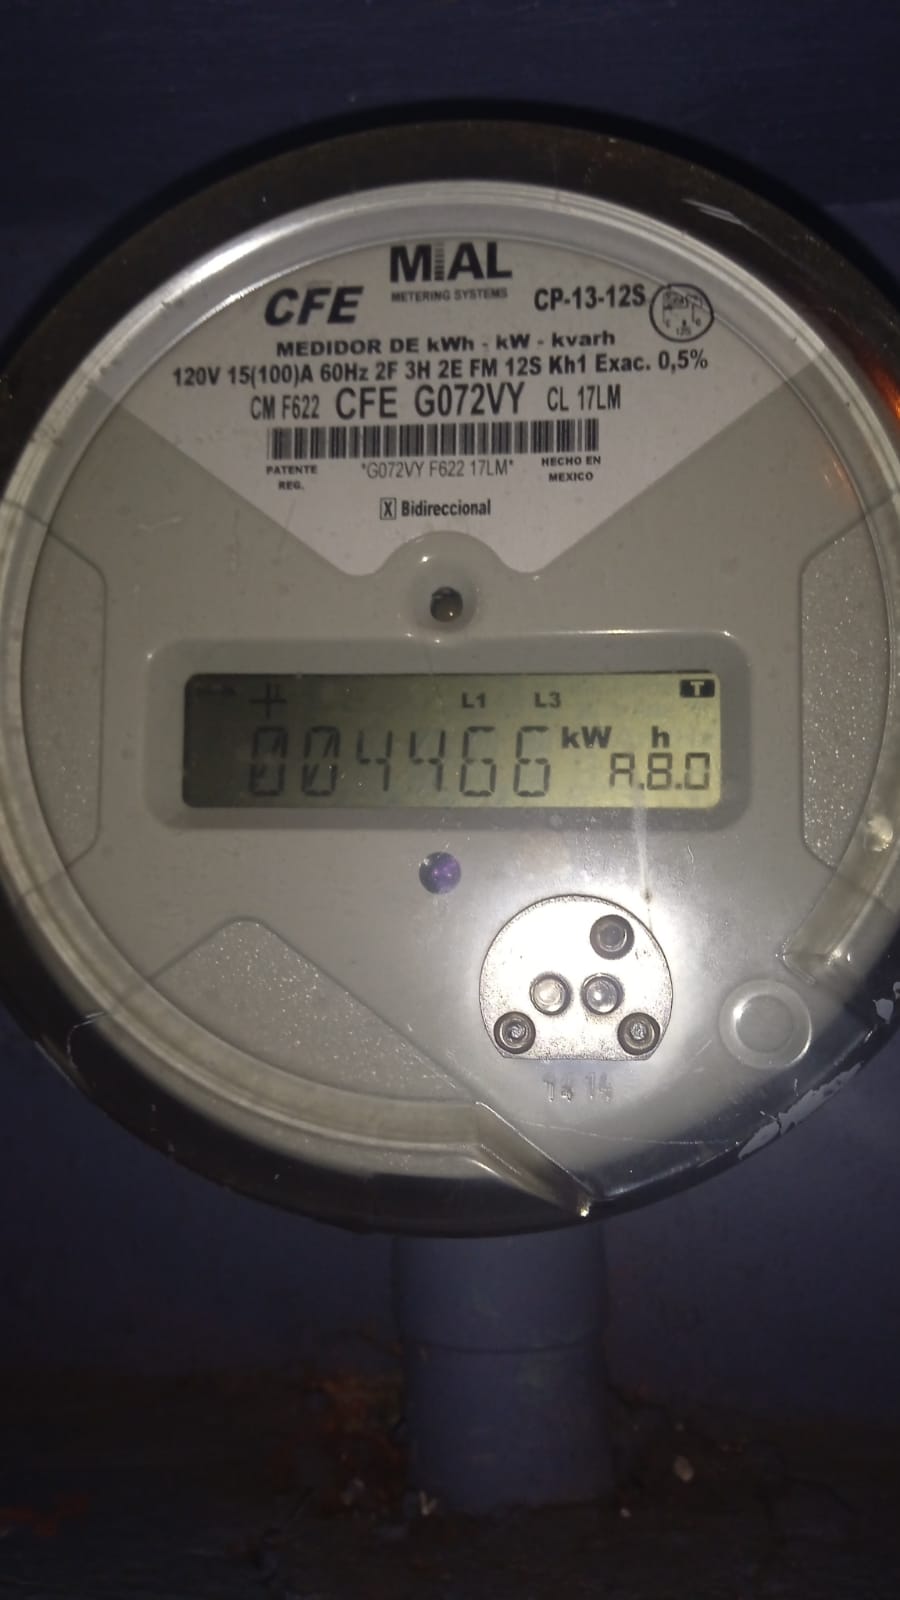 MIAL
METERING SYSTEMS
CFE
CP-13-12S
MEDIDOR DE kWh - kW - kvarh
120V 15(100)A 60Hz 2F 3H 2E FM 12S Kh1 Exac. 0,5%
CM F622 CFE G072VY CL 17LM
PATENTE REG.
*G072VY F622 17LM*
HECHO EN MEXICO
X Bidireccional
L1 L3 T
004466 kW h
A.8.0
14 14